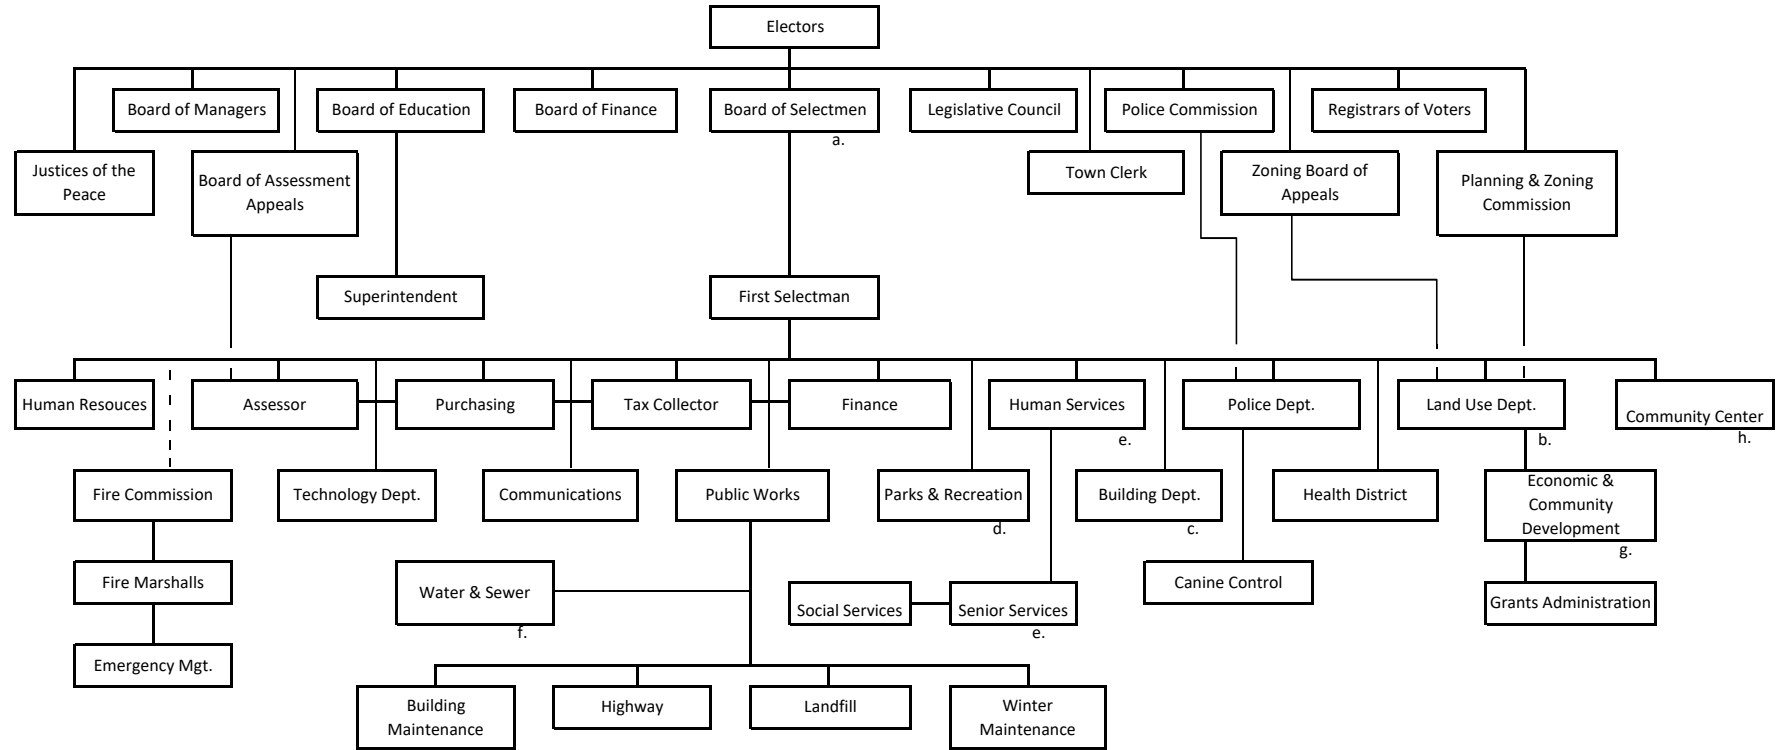 Electors
Board of Managers
Board of Education
Board of Finance
Board of Selectmen
a.
Legislative Council
Police Commission
Registrars of Voters
Justices of the
Peace
Board of Assessment
Appeals
Town Clerk
Zoning Board of
Appeals
Planning & Zoning
Commission
Superintendent
First Selectman
Human Resouces
Assessor
Purchasing
Tax Collector
Finance
Human Services
e.
Police Dept.
Land Use Dept.
b.
Community Center
h.
Fire Commission
Technology Dept.
Communications
Public Works
Parks & Recreation
d.
Building Dept.
c.
Health District
Economic &
Community
Development
g.
Fire Marshalls
Water & Sewer
f.
Social Services
Senior Services
e.
Canine Control
Grants Administration
Emergency Mgt.
Building
Maintenance
Highway
Landfill
Winter
Maintenance